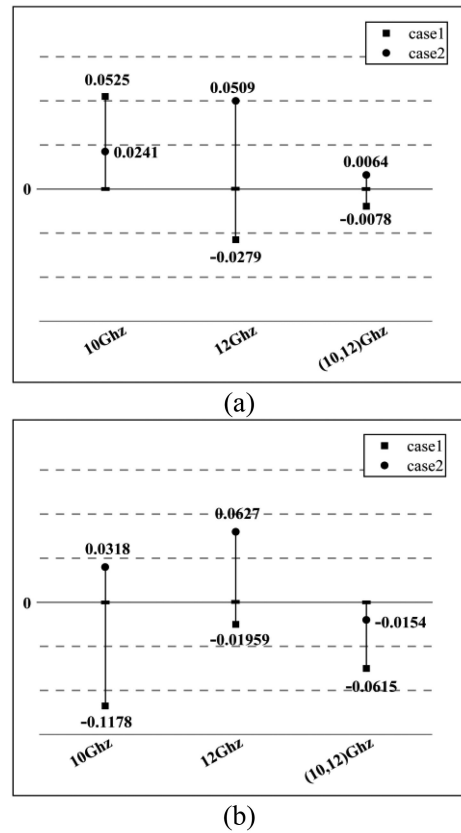 case1
case2
0.0525
0.0509
0.0241
0.0064
0
-0.0078
-0.0279
10Ghz
12Ghz
(10,12)Ghz
(a)
case1
case2
0.0627
0.0318
0
-0.0154
-0.01959
-0.0615
-0.1178
10Ghz
12Ghz
(10,12)Ghz
(b)